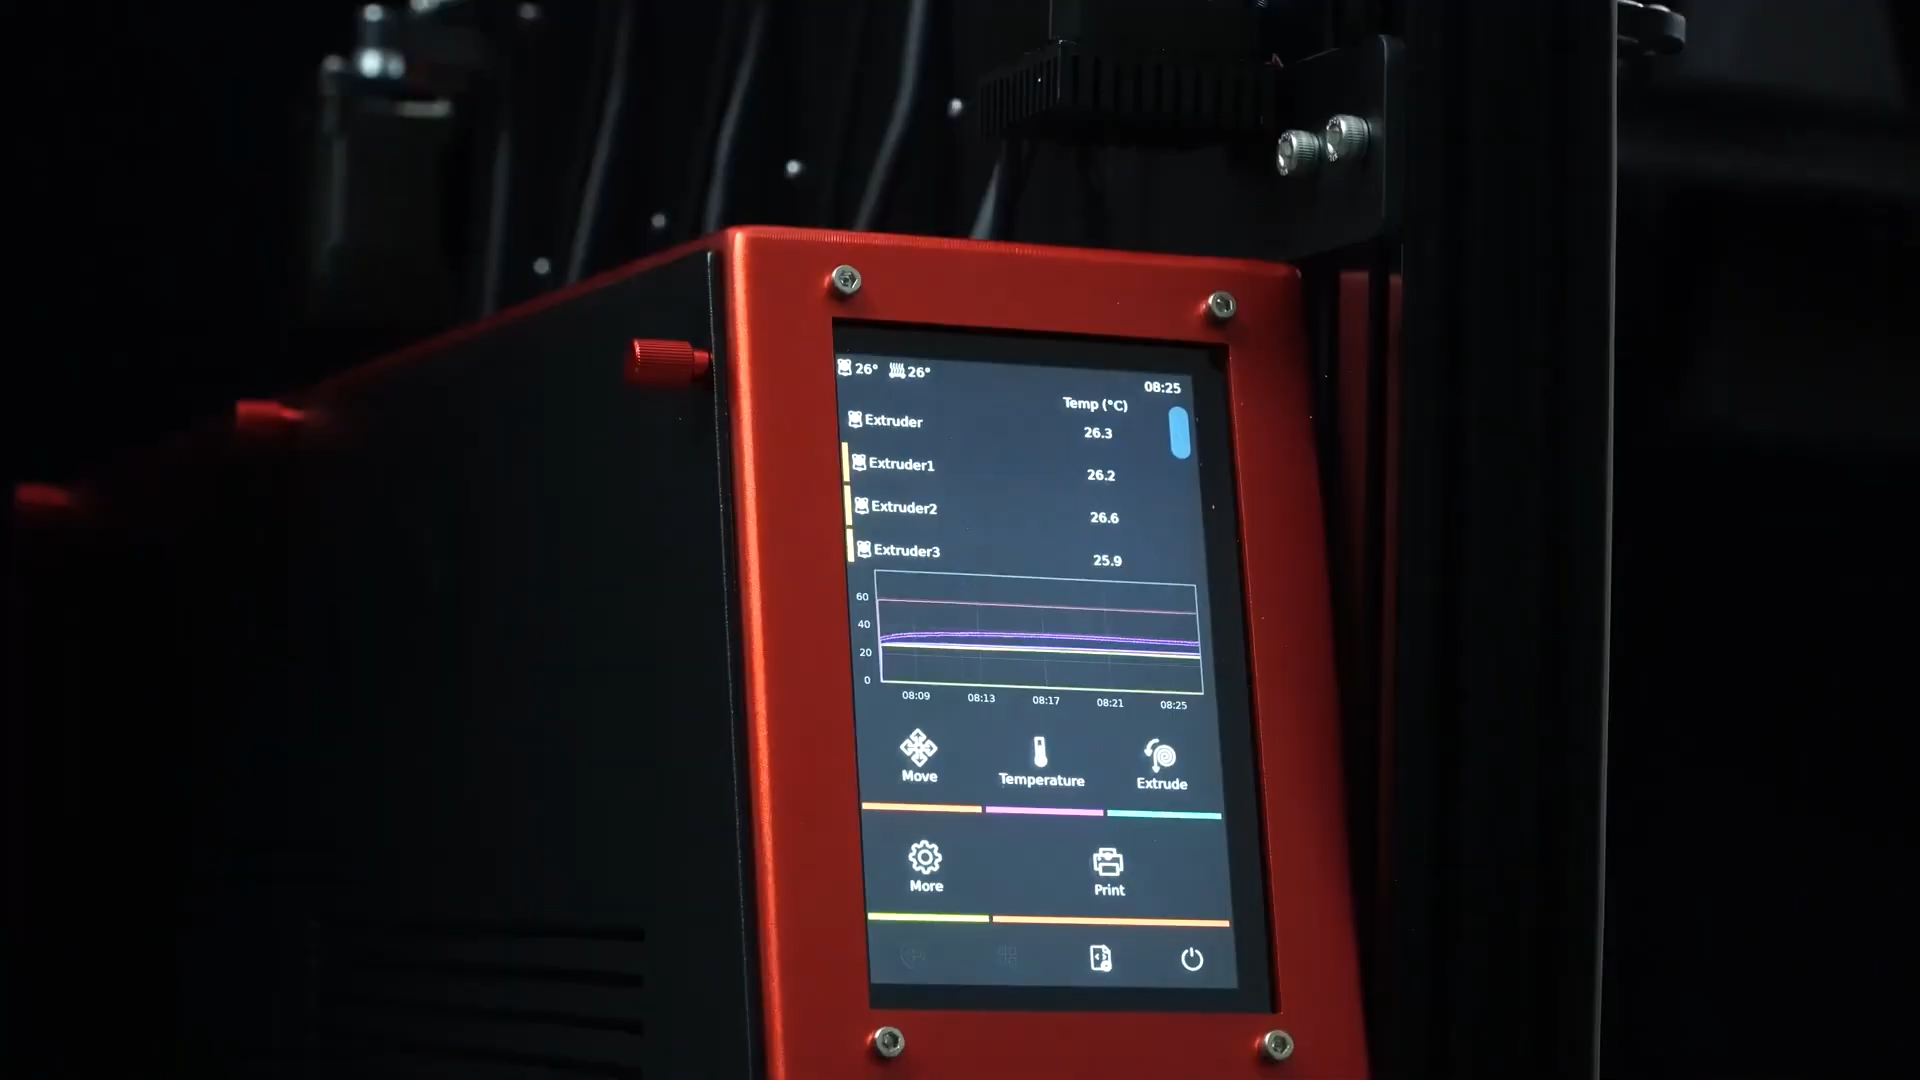 26° 26°
08:25
Temp (°C)
Extruder 26.3
Extruder1 26.2
Extruder2 26.6
Extruder3 25.9
60
40
20
0
08:09 08:13 08:17 08:21 08:25
Move Temperature Extrude
More Print